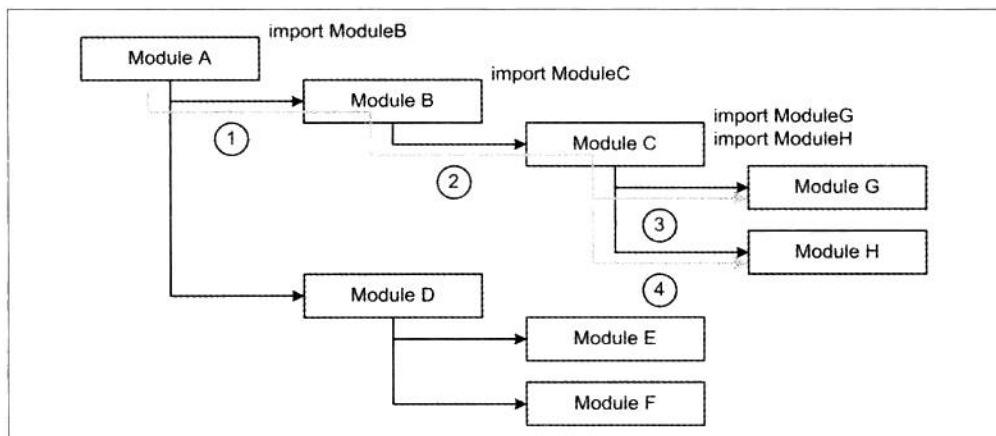 import ModuleB
Module A
import ModuleC
Module B
import ModuleG
import ModuleH
1
Module C
2
Module G
3
Module H
Module D
4
Module E
Module F